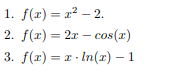 1. f(x) = x² − 2.
2. f(x) = 2x − cos(x)
3. f(x) = x · ln(x) − 1